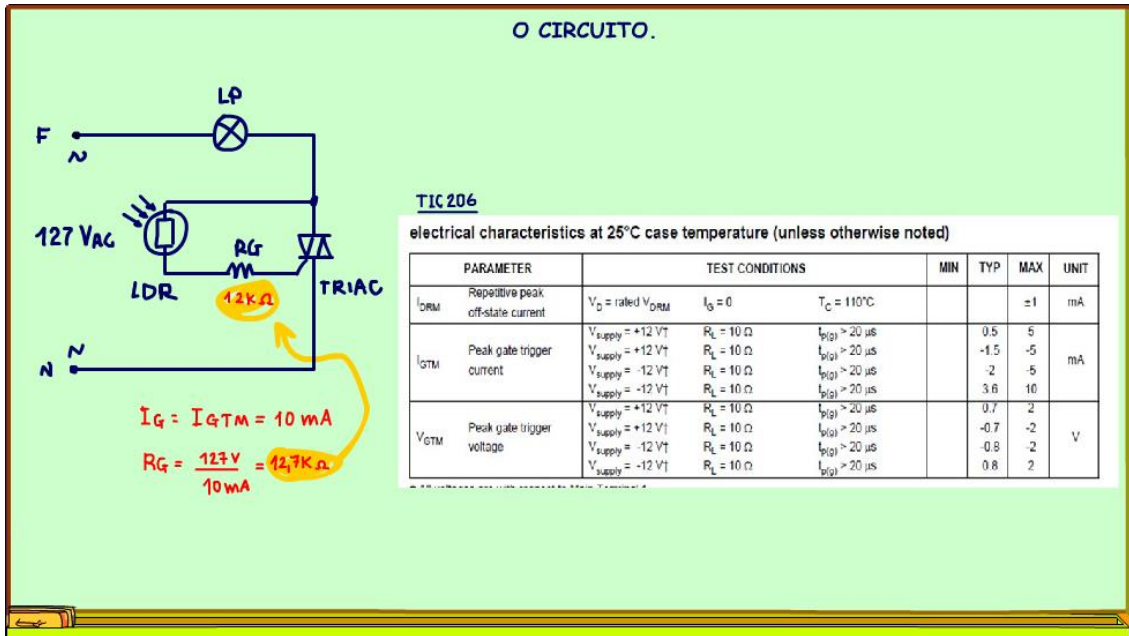 O CIRCUITO.
LP
F
~
127 VAC
LDR
RG
12KΩ
TRIAC
~
N
IG = IGTM = 10 mA
RG = 127V / 10mA = 12,7KΩ
TIC206
electrical characteristics at 25°C case temperature (unless otherwise noted)
PARAMETER TEST CONDITIONS MIN TYP MAX UNIT
IDRM Repetitive peak off-state current VD = rated VDRM IG = 0 TC = 110°C ±1 mA
IGTM Peak gate trigger current mA
Vsupply = +12 V† RL = 10 Ω tp(g) > 20 µs 0.5 5
Vsupply = +12 V† RL = 10 Ω tp(g) > 20 µs -1.5 -5
Vsupply = -12 V† RL = 10 Ω tp(g) > 20 µs -2 -5
Vsupply = -12 V† RL = 10 Ω tp(g) > 20 µs 3.6 10
VGTM Peak gate trigger voltage V
Vsupply = +12 V† RL = 10 Ω tp(g) > 20 µs 0.7 2
Vsupply = +12 V† RL = 10 Ω tp(g) > 20 µs -0.7 -2
Vsupply = -12 V† RL = 10 Ω tp(g) > 20 µs -0.8 -2
Vsupply = -12 V† RL = 10 Ω tp(g) > 20 µs 0.8 2